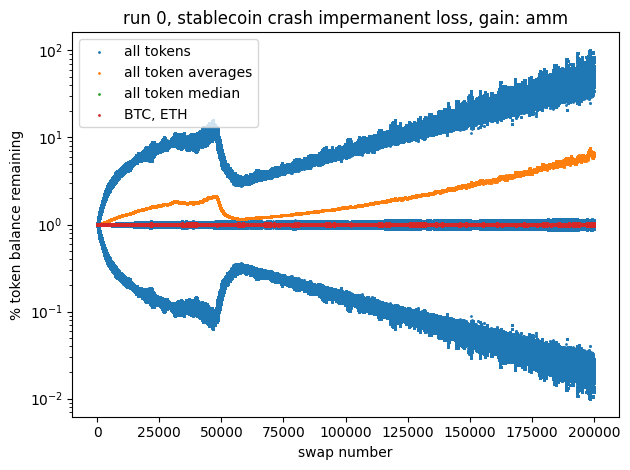 run 0, stablecoin crash impermanent loss, gain: amm
all tokens
all token averages
all token median
BTC, ETH
% token balance remaining
10²
10¹
10⁰
10⁻¹
10⁻²
0 25000 50000 75000 100000 125000 150000 175000 200000
swap number